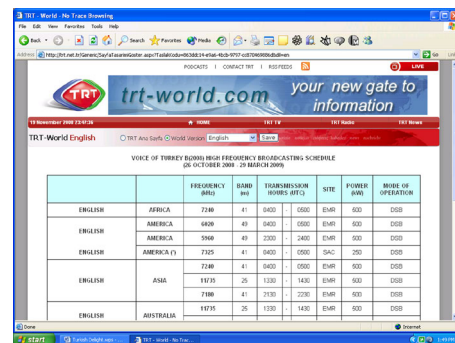 TRT - World - No Trace Browsing
File Edit View Favorites Tools Help
Back Search Favorites Media
Go
PODCASTS | CONTACT TRT | RSS FEEDS LIVE
TRT trt-world.com your new gate to
information
19 November 2008 23:47:36 HOME TRT TV TRT Radio TRT News
TRT-World English TRT Ana Sayfa World Version English Save
VOICE OF TURKEY B(2008) HIGH FREQUENCY BROADCASTING SCHEDULE
(26 OCTOBER 2008 - 29 MARCH 2009)
FREQUENCY (kHz) BAND (m) TRANSMISSION HOURS (UTC) SITE POWER (kW) MODE OF OPERATION
ENGLISH AFRICA 7240 41 0400 - 0500 EMR 500 DSB
ENGLISH AMERICA 6020 49 0400 - 0500 EMR 500 DSB
AMERICA 5960 49 2300 - 2400 EMR 500 DSB
ENGLISH AMERICA (*) 7325 41 0400 - 0500 SAC 250 DSB
ENGLISH ASIA 7240 41 0400 - 0500 EMR 500 DSB
11735 25 1330 - 1430 EMR 500 DSB
7180 41 2130 - 2230 EMR 500 DSB
ENGLISH AUSTRALIA 11735 25 1330 - 1430 EMR 500 DSB
Done Internet
start Turkish Delight.wps - ... TRT - World - No Trac... 1:49 PM